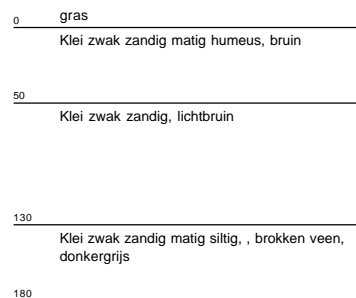 gras
0
Klei zwak zandig matig humeus, bruin
50
Klei zwak zandig, lichtbruin
130
Klei zwak zandig matig siltig, , brokken veen,
donkergrijs
180